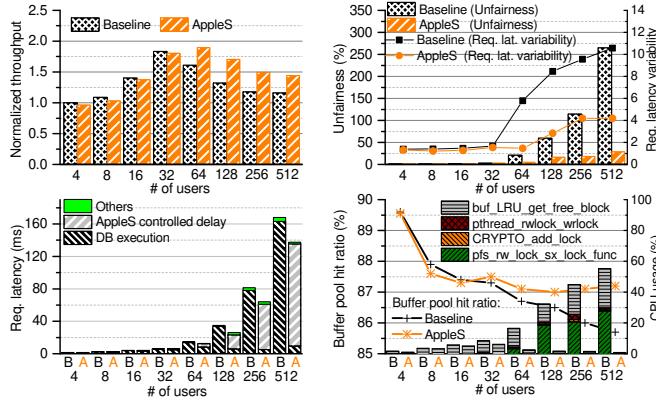 Baseline AppleS
Normalized throughput
2.5
2.0
1.5
1.0
0.5
0.0
4 8 16 32 64 128 256 512
# of users
Baseline (Unfairness)
AppleS (Unfairness)
Baseline (Req. lat. variability)
AppleS (Req. lat. variability)
Unfairness (%)
350
300
250
200
150
100
50
0
Req. latency variability
14
12
10
8
6
4
2
0
4 8 16 32 64 128 256 512
# of users
Others
AppleS controlled delay
DB execution
Req. latency (ms)
160
120
80
40
0
B A B A B A B A B A B A B A B A
4 8 16 32 64 128 256 512
# of users
buf_LRU_get_free_block
pthread_rwlock_wrlock
CRYPTO_add_lock
pfs_rw_lock_sx_lock_func
Buffer pool hit ratio:
Baseline
AppleS
Buffer pool hit ratio (%)
90
89
88
87
86
85
CPU usage (%)
100
80
60
40
20
0
B A B A B A B A B A B A B A B A
4 8 16 32 64 128 256 512
# of users